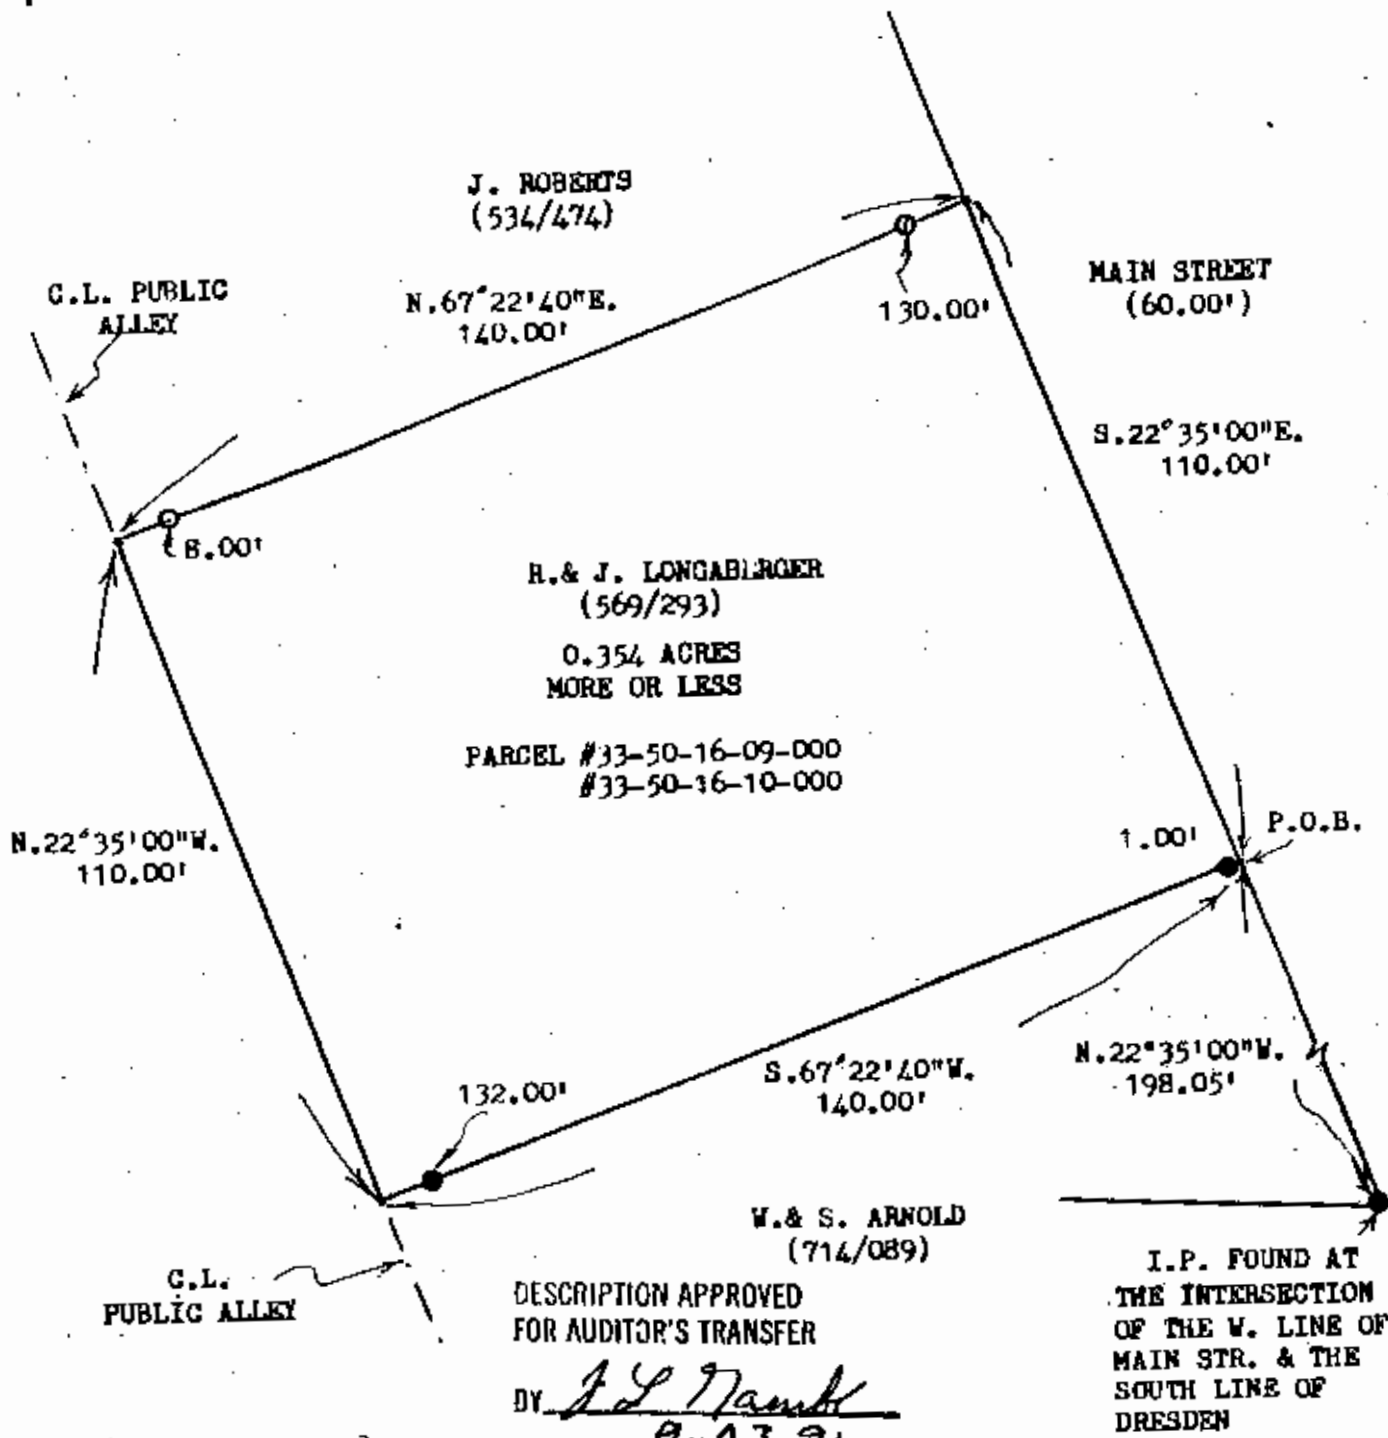 J. ROBERTS
(534/474)
C.L. PUBLIC
ALLEY
N.67°22'40"E.
140.00'
130.00'
MAIN STREET
(60.00')
S.22°35'00"E.
110.00'
8.00'
R.& J. LONGABERGER
(569/293)
0.354 ACRES
MORE OR LESS
PARCEL #33-50-16-09-000
#33-50-16-10-000
N.22°35'00"W.
110.00'
1.00'
P.O.B.
132.00'
S.67°22'40"W.
140.00'
N.22°35'00"W.
198.05'
W.& S. ARNOLD
(714/089)
C.L.
PUBLIC ALLEY
DESCRIPTION APPROVED
FOR AUDITOR'S TRANSFER
BY
I.P. FOUND AT
THE INTERSECTION
OF THE W. LINE OF
MAIN STR. & THE
SOUTH LINE OF
DRESDEN